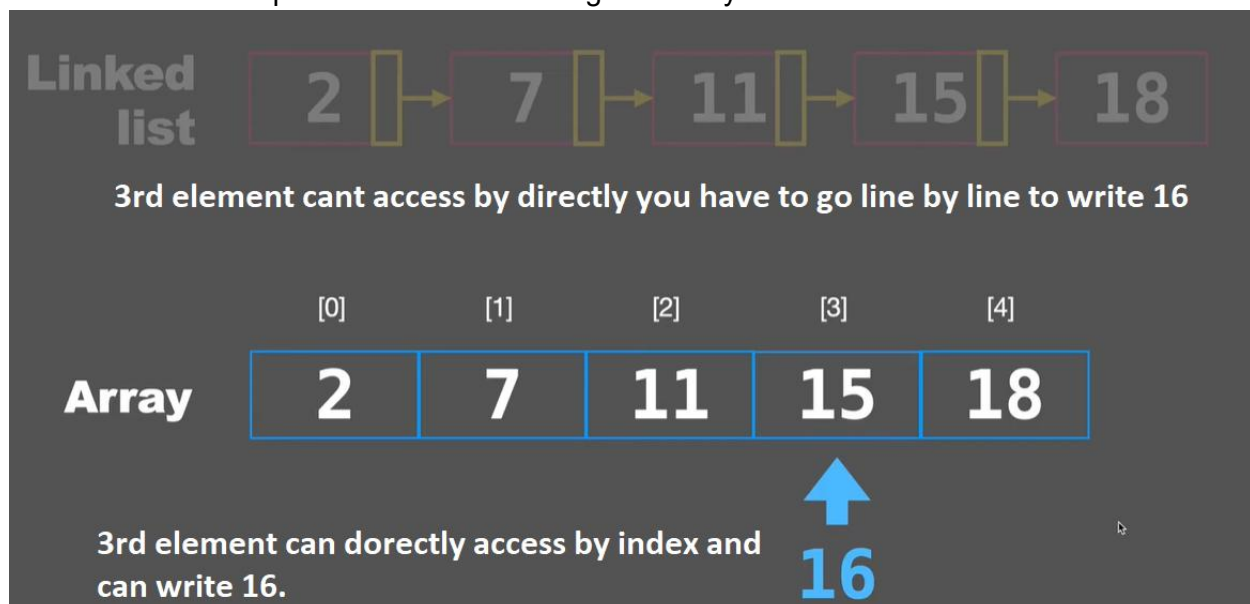 Linked
list
2 7 11 15 18
3rd element cant access by directly you have to go line by line to write 16
[0] [1] [2] [3] [4]
Array 2 7 11 15 18
3rd element can dorectly access by index and
can write 16.
16